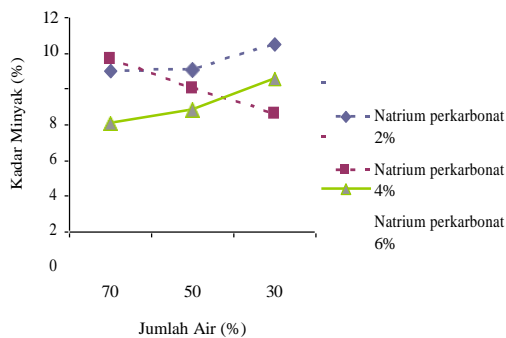 12
10
8
6
4
2
0
Kadar Minyak (%)
70 50 30
Jumlah Air (%)
Natrium perkarbonat
2%
Natrium perkarbonat
4%
Natrium perkarbonat
6%